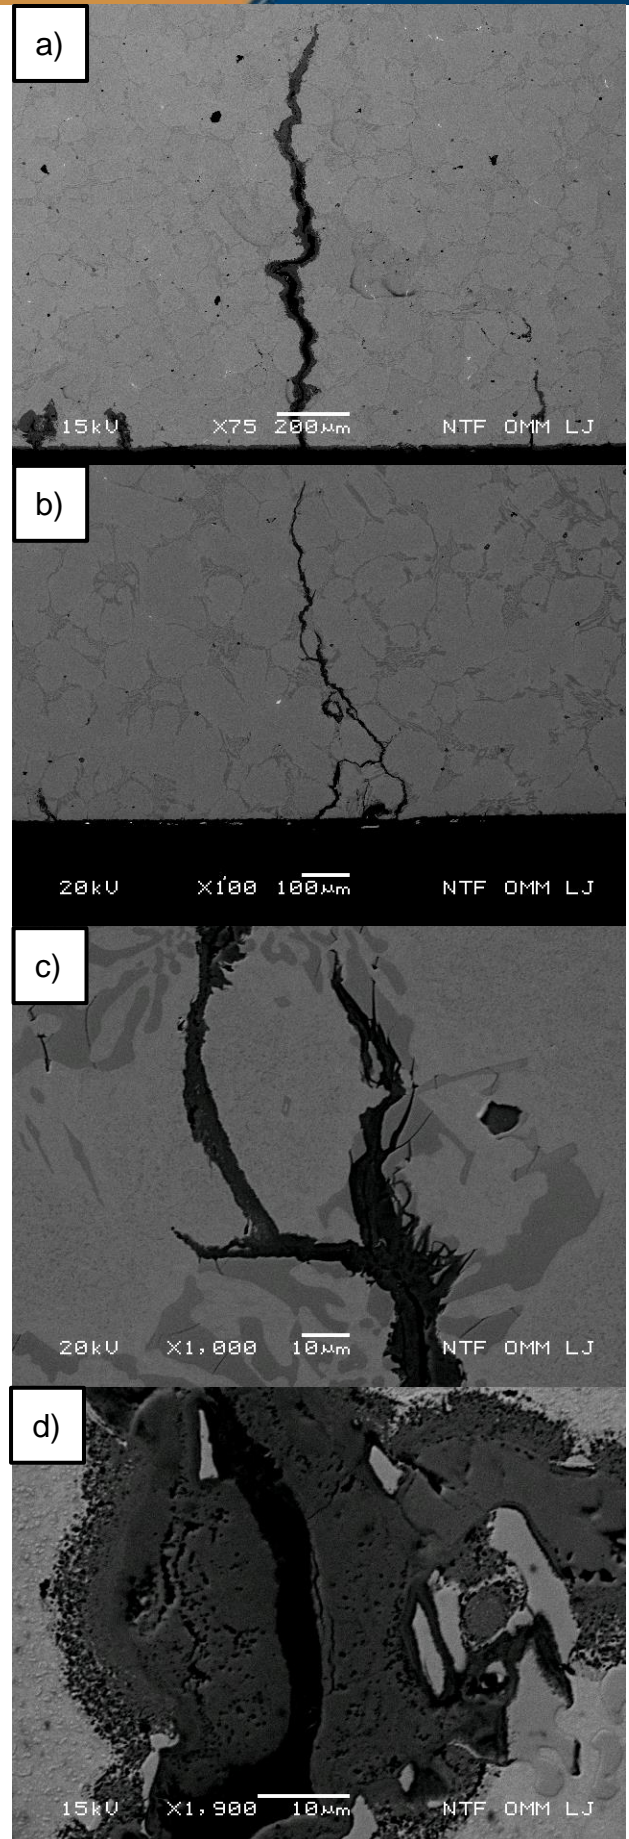 a)
15kV X75 200µm NTF OMM LJ
b)
20kV X100 100µm NTF OMM LJ
c)
20kV X1,000 10µm NTF OMM LJ
d)
15kV X1,900 10µm NTF OMM LJ